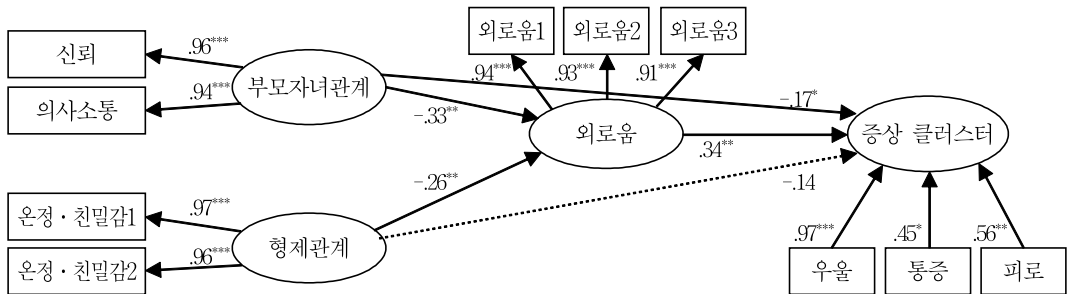 외로움1 외로움2 외로움3
신뢰 .96***
부모자녀관계
.94*** .93*** .91***
의사소통 .94***
-.33**
-.17*
외로움
증상 클러스터
.34**
-.26**
-.14
온정·친밀감1 .97***
형제관계
온정·친밀감2 .96***
.97*** .45* .56**
우울 통증 피로